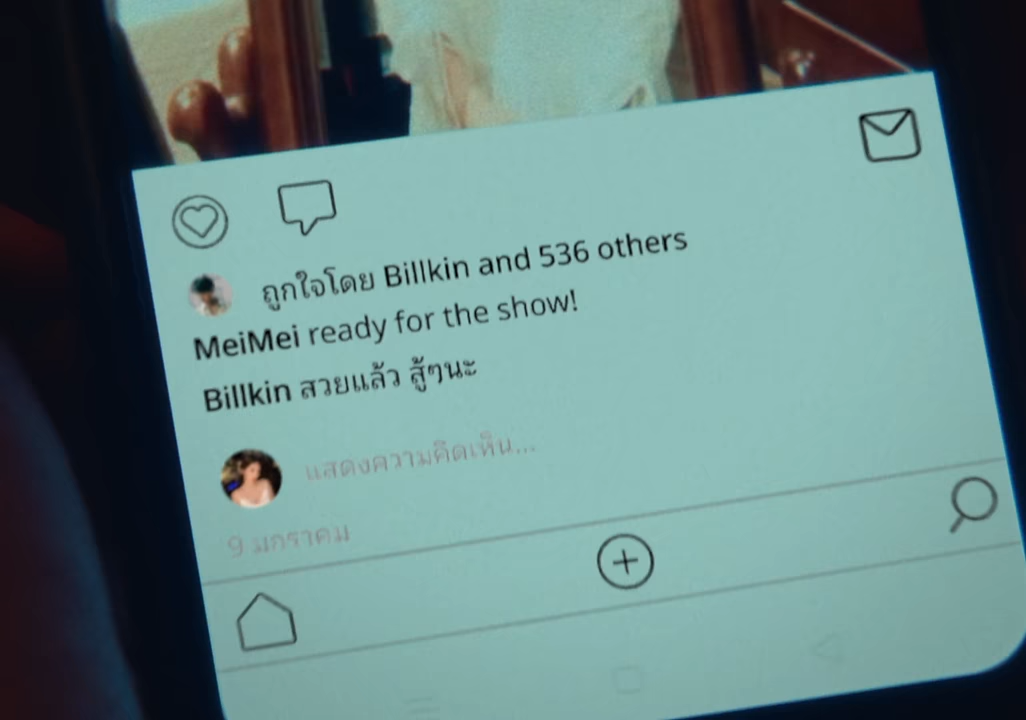 ถูกใจโดย Billkin and 536 others
MeiMei ready for the show!
Billkin สวยแล้ว สู้ๆนะ
แสดงความคิดเห็น...
9 มกราคม